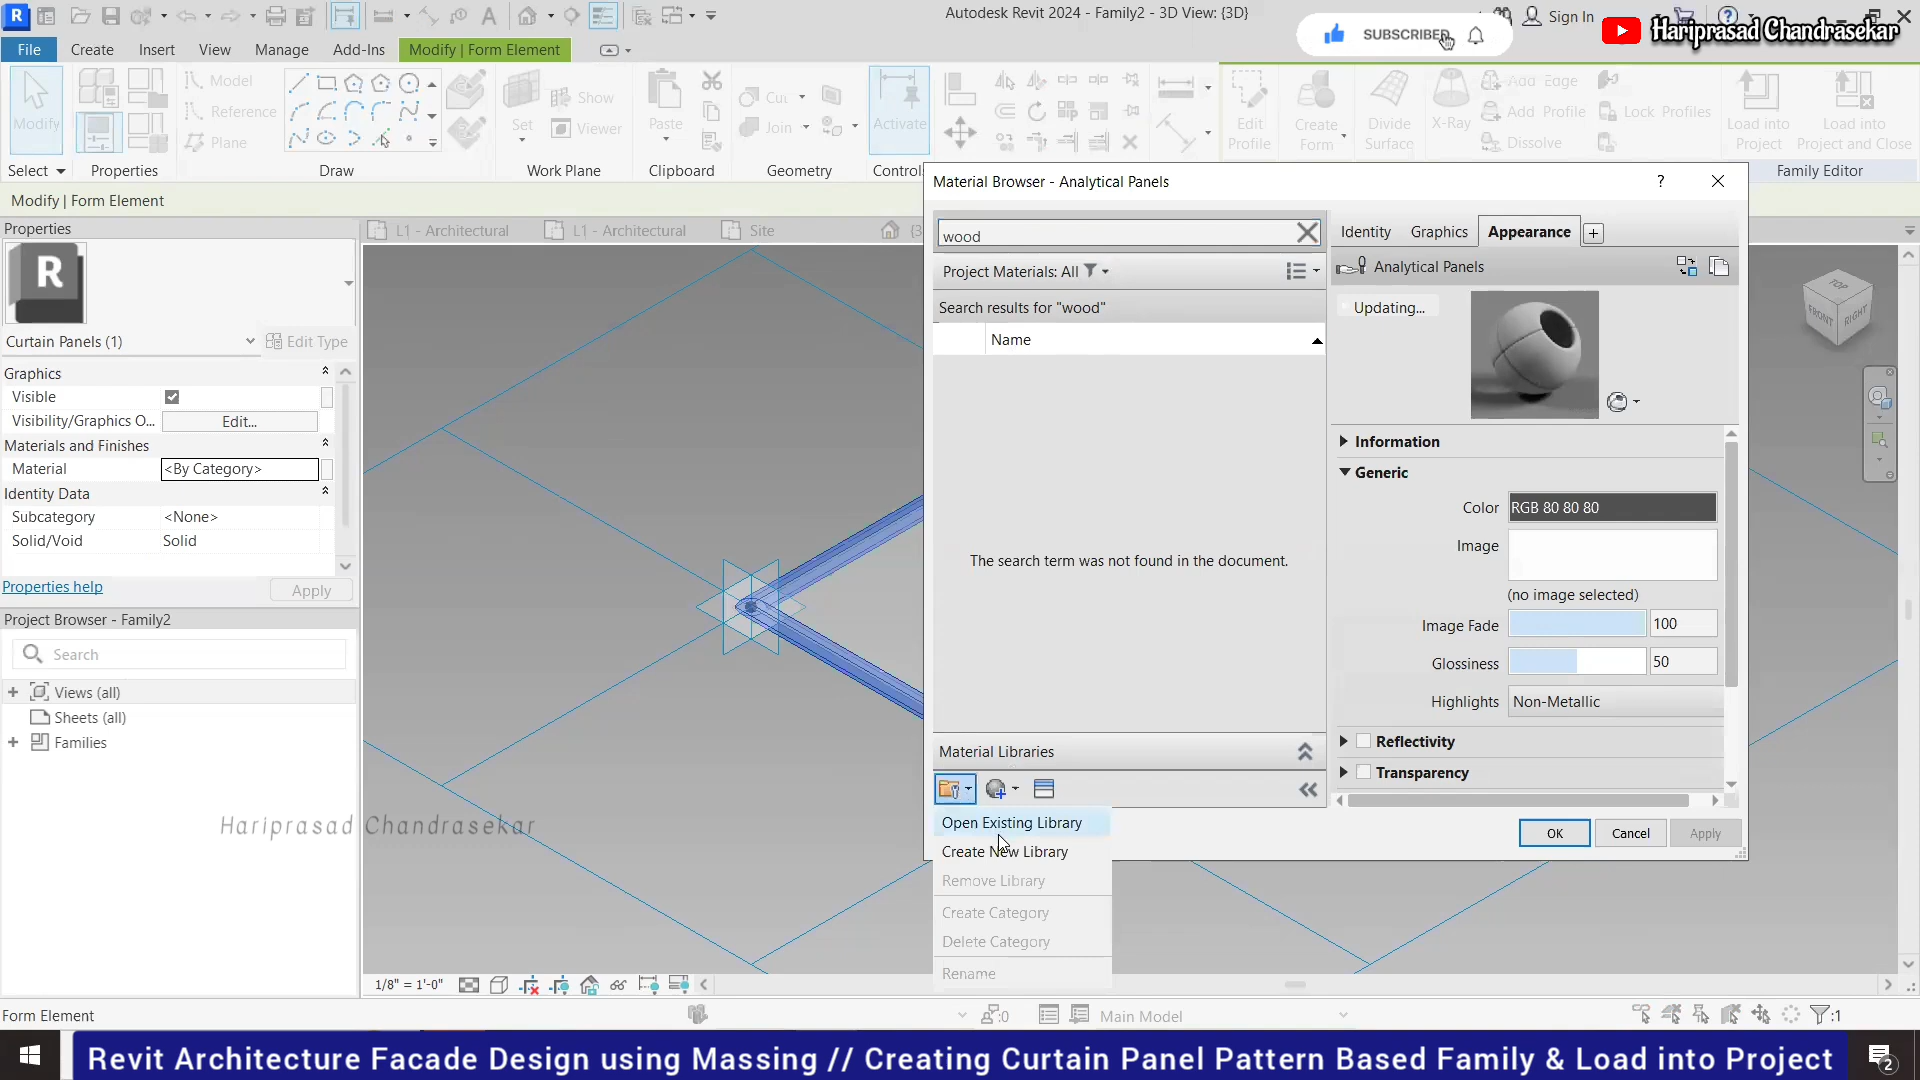 Autodesk Revit 2024 - Family2 - 3D View: {3D}
Sign In
SUBSCRIBED
Hariprasad Chandrasekar
File
Create
Insert
View
Manage
Add-Ins
Modify | Form Element
Modify
Model
Reference
Plane
Set
Show
Viewer
Paste
Cut
Join
Activate
Edit Profile
Create Form
Divide Surface
X-Ray
Add Edge
Add Profile
Dissolve
Lock Profiles
Load into Project
Load into Project and Close
Select
Properties
Draw
Work Plane
Clipboard
Geometry
Family Editor
Modify | Form Element
Properties
R
Curtain Panels (1)
Edit Type
Graphics
Visible
Visibility/Graphics O...
Edit...
Materials and Finishes
Material
<By Category>
Identity Data
Subcategory
<None>
Solid/Void
Solid
Properties help
Apply
Project Browser - Family2
Search
Views (all)
Sheets (all)
Families
L1 - Architectural
L1 - Architectural
Site
TOP
FRONT
RIGHT
Material Browser - Analytical Panels
?
wood
Project Materials: All
Search results for "wood"
Name
The search term was not found in the document.
Material Libraries
Open Existing Library
Create New Library
Remove Library
Create Category
Delete Category
Rename
Identity
Graphics
Appearance
Analytical Panels
Updating...
Information
Generic
Color
RGB 80 80 80
Image
(no image selected)
Image Fade
100
Glossiness
50
Highlights
Non-Metallic
Reflectivity
Transparency
OK
Cancel
Apply
Hariprasad Chandrasekar
1/8" = 1'-0"
Form Element
:0
Main Model
:1
Revit Architecture Facade Design using Massing // Creating Curtain Panel Pattern Based Family & Load into Project
2